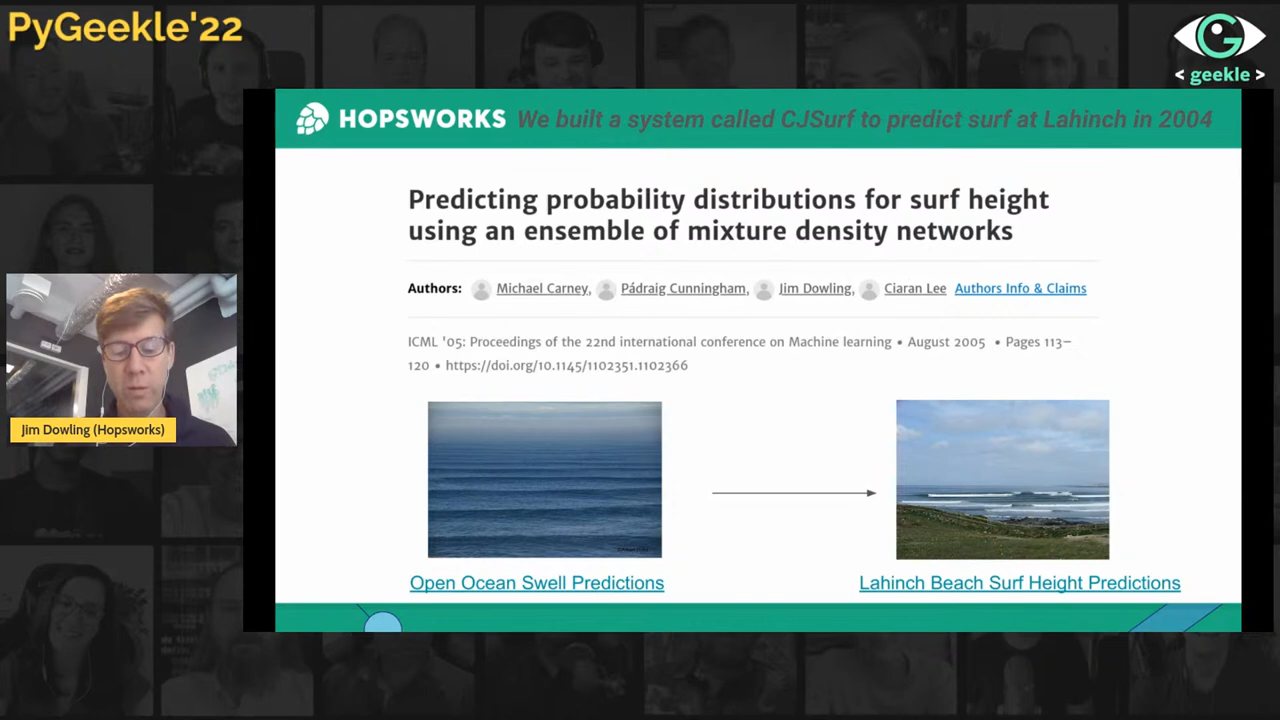 PyGeekle'22
G
< geekle >
HOPSWORKS
We built a system called CJSurf to predict surf at Lahinch in 2004
Predicting probability distributions for surf height
using an ensemble of mixture density networks
Authors: Michael Carney, Pádraig Cunningham, Jim Dowling, Ciaran Lee Authors Info & Claims
ICML '05: Proceedings of the 22nd international conference on Machine learning • August 2005 • Pages 113–
120 • https://doi.org/10.1145/1102351.1102366
Jim Dowling (Hopsworks)
Open Ocean Swell Predictions
Lahinch Beach Surf Height Predictions